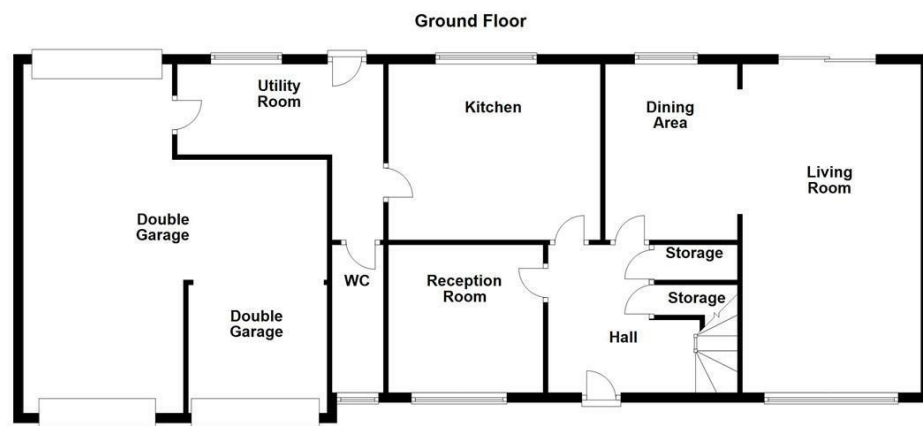 Ground Floor
Utility
Room
Kitchen
Dining
Area
Living
Room
Double
Garage
WC
Reception
Room
Storage
Storage
Double
Garage
Hall